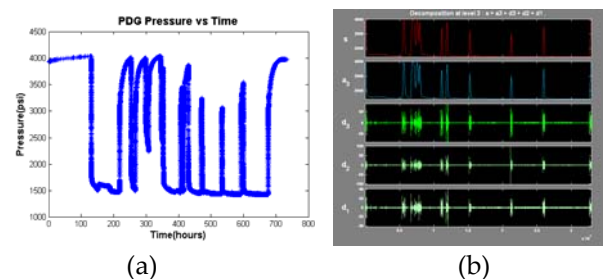 PDG Pressure vs Time
4500
4000
3500
3000
2500
2000
1500
1000
0 100 200 300 400 500 600 700 800
Pressure(psi)
Time(hours)
(a)
Decomposition at level 3 : s = a3 + d3 + d2 + d1 .
s
a3
d3
d2
d1
(b)